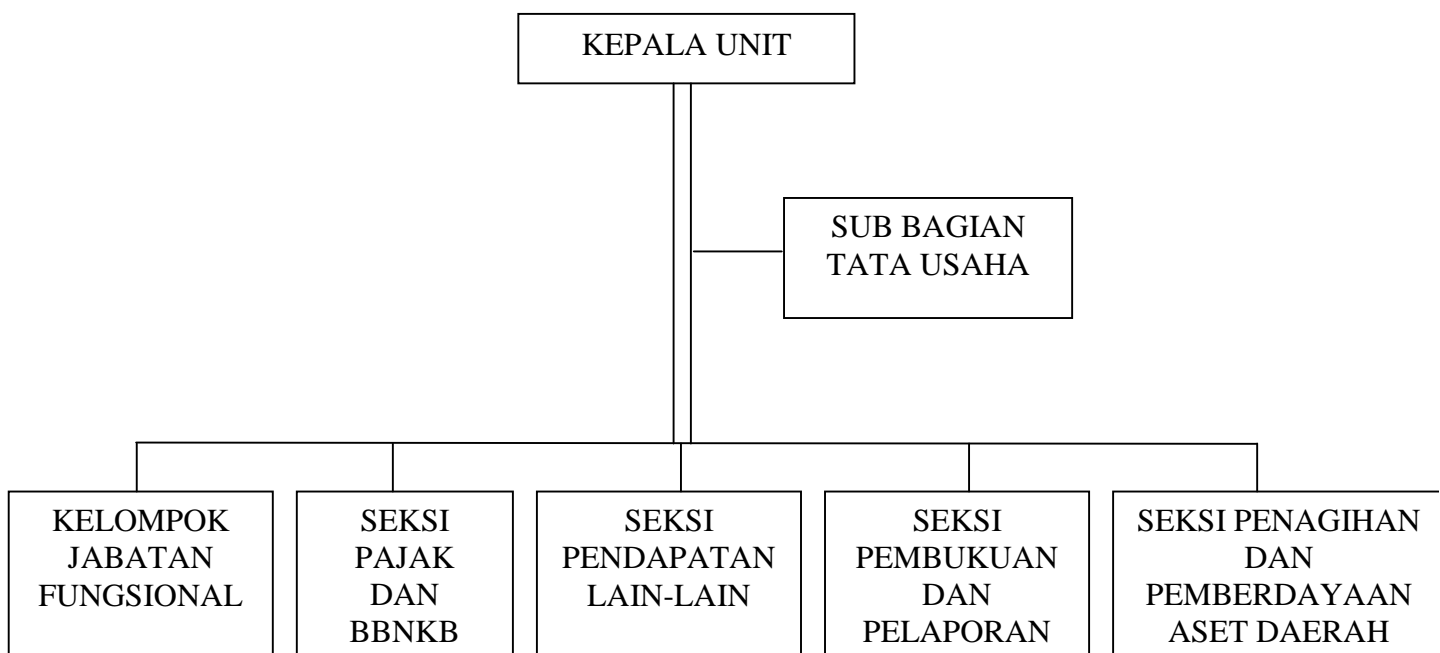 KEPALA UNIT
SUB BAGIAN
TATA USAHA
KELOMPOK
JABATAN
FUNGSIONAL
SEKSI
PAJAK
DAN
BBNKB
SEKSI
PENDAPATAN
LAIN-LAIN
SEKSI
PEMBUKUAN
DAN
PELAPORAN
SEKSI PENAGIHAN
DAN
PEMBERDAYAAN
ASET DAERAH